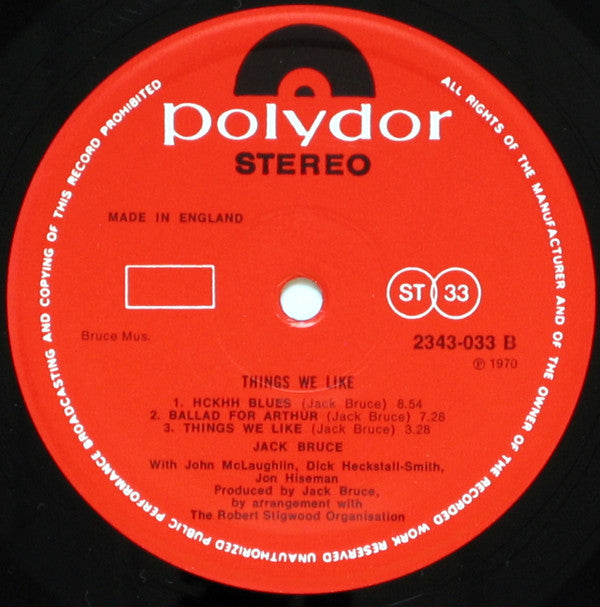 polydor
STEREO
MADE IN ENGLAND
ST 33
Bruce Mus.
2343-033 B
℗ 1970
THINGS WE LIKE
1. HCKHH BLUES (Jack Bruce) 8.54
2. BALLAD FOR ARTHUR (Jack Bruce) 7.28
3. THINGS WE LIKE (Jack Bruce) 3.28
JACK BRUCE
With John McLaughlin, Dick Heckstall-Smith,
Jon Hiseman
Produced by Jack Bruce,
by arrangement with
The Robert Stigwood Organisation
ALL RIGHTS OF THE MANUFACTURER AND OF THE OWNER OF THE RECORDED WORK RESERVED UNAUTHORIZED PUBLIC PERFORMANCE BROADCASTING AND COPYING OF THIS RECORD PROHIBITED